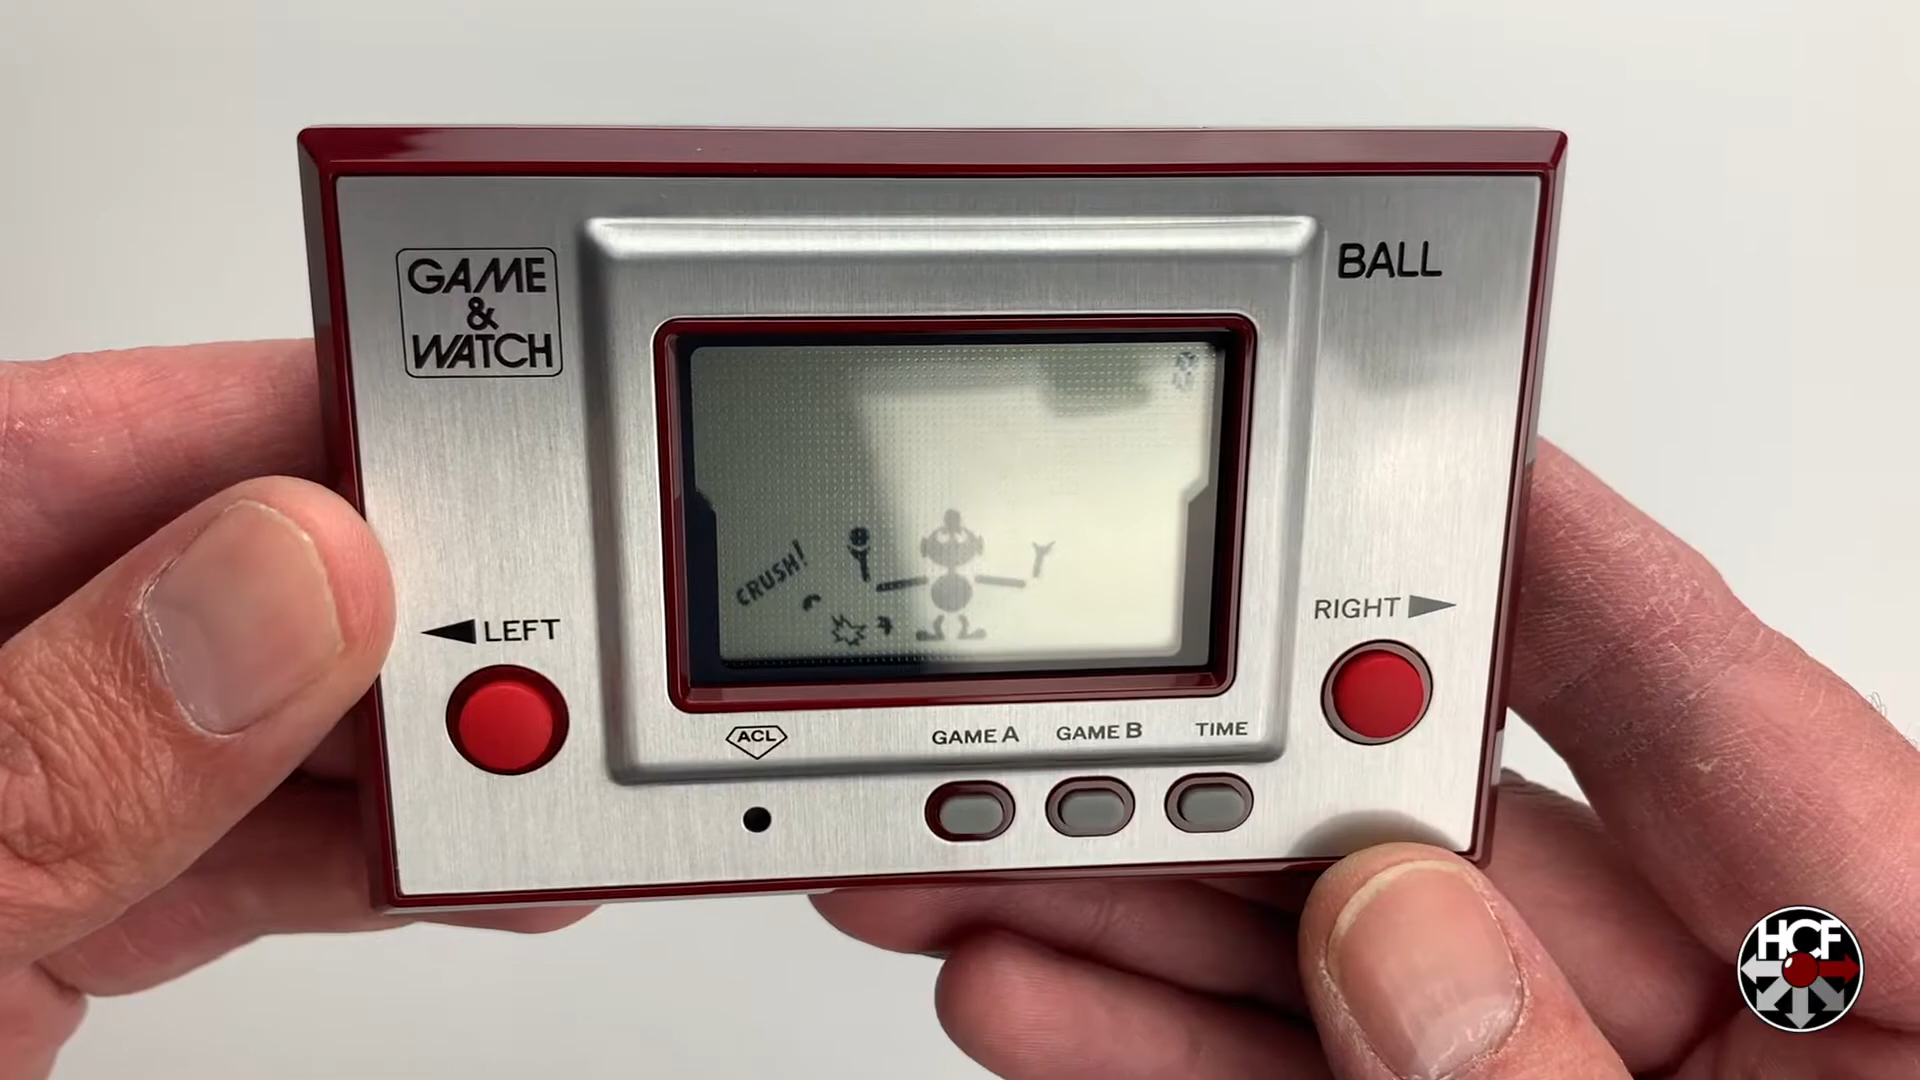 GAME
&
WATCH
BALL
CRUSH!
LEFT
RIGHT
ACL
GAME A
GAME B
TIME
HCF